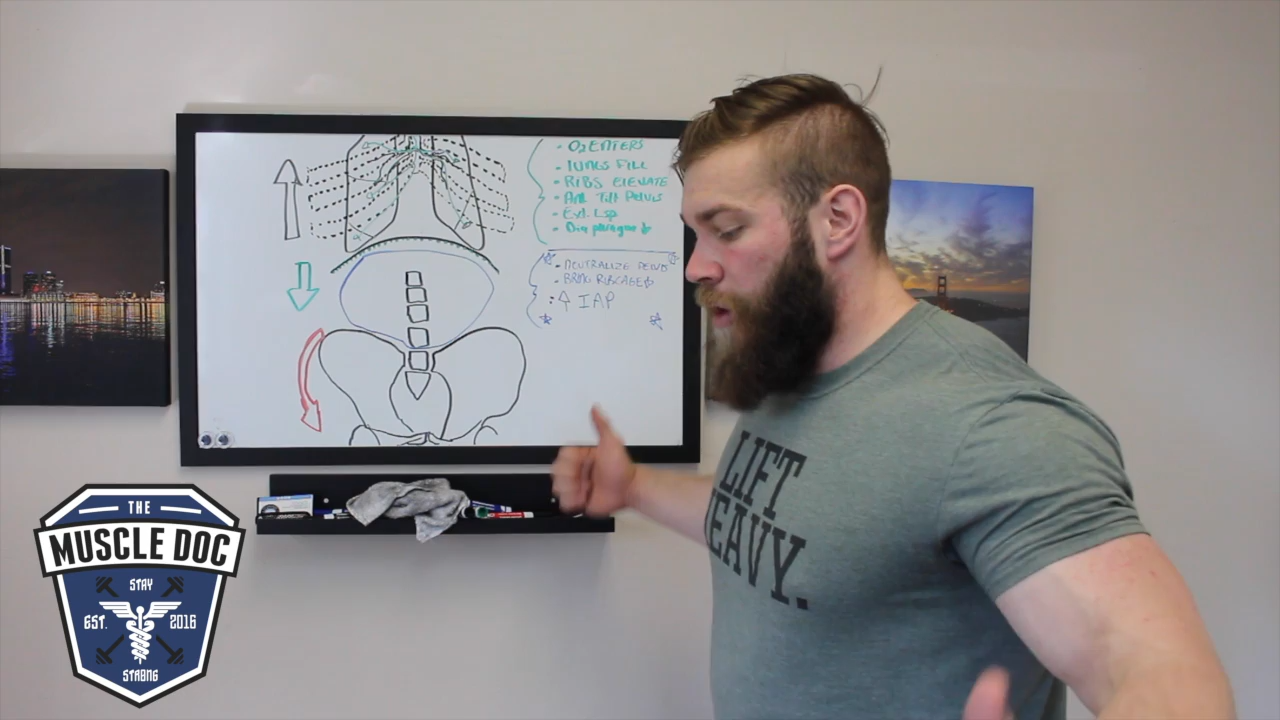 - O2 ENTERS
- LUNGS FILL
- RIBS ELEVATE
- Ant. Tilt Pelvis
- Ext. Lsp
- Diaphragm ↓
- NEUTRALIZE PELVIS
- BRING RIBCAGE ↓
: ↑ IAP
LIFT
HEAVY.
THE
MUSCLE DOC
STAY
EST. 2016
STRONG